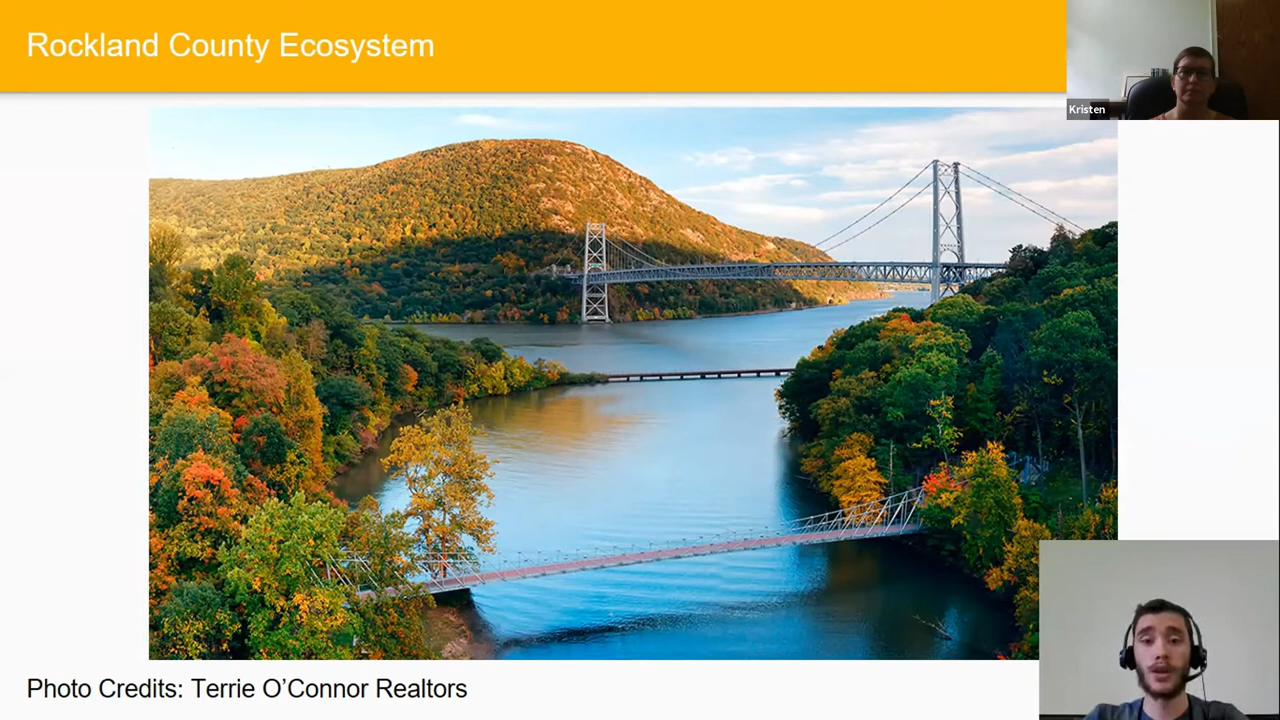 Rockland County Ecosystem
Kristen
Photo Credits: Terrie O’Connor Realtors